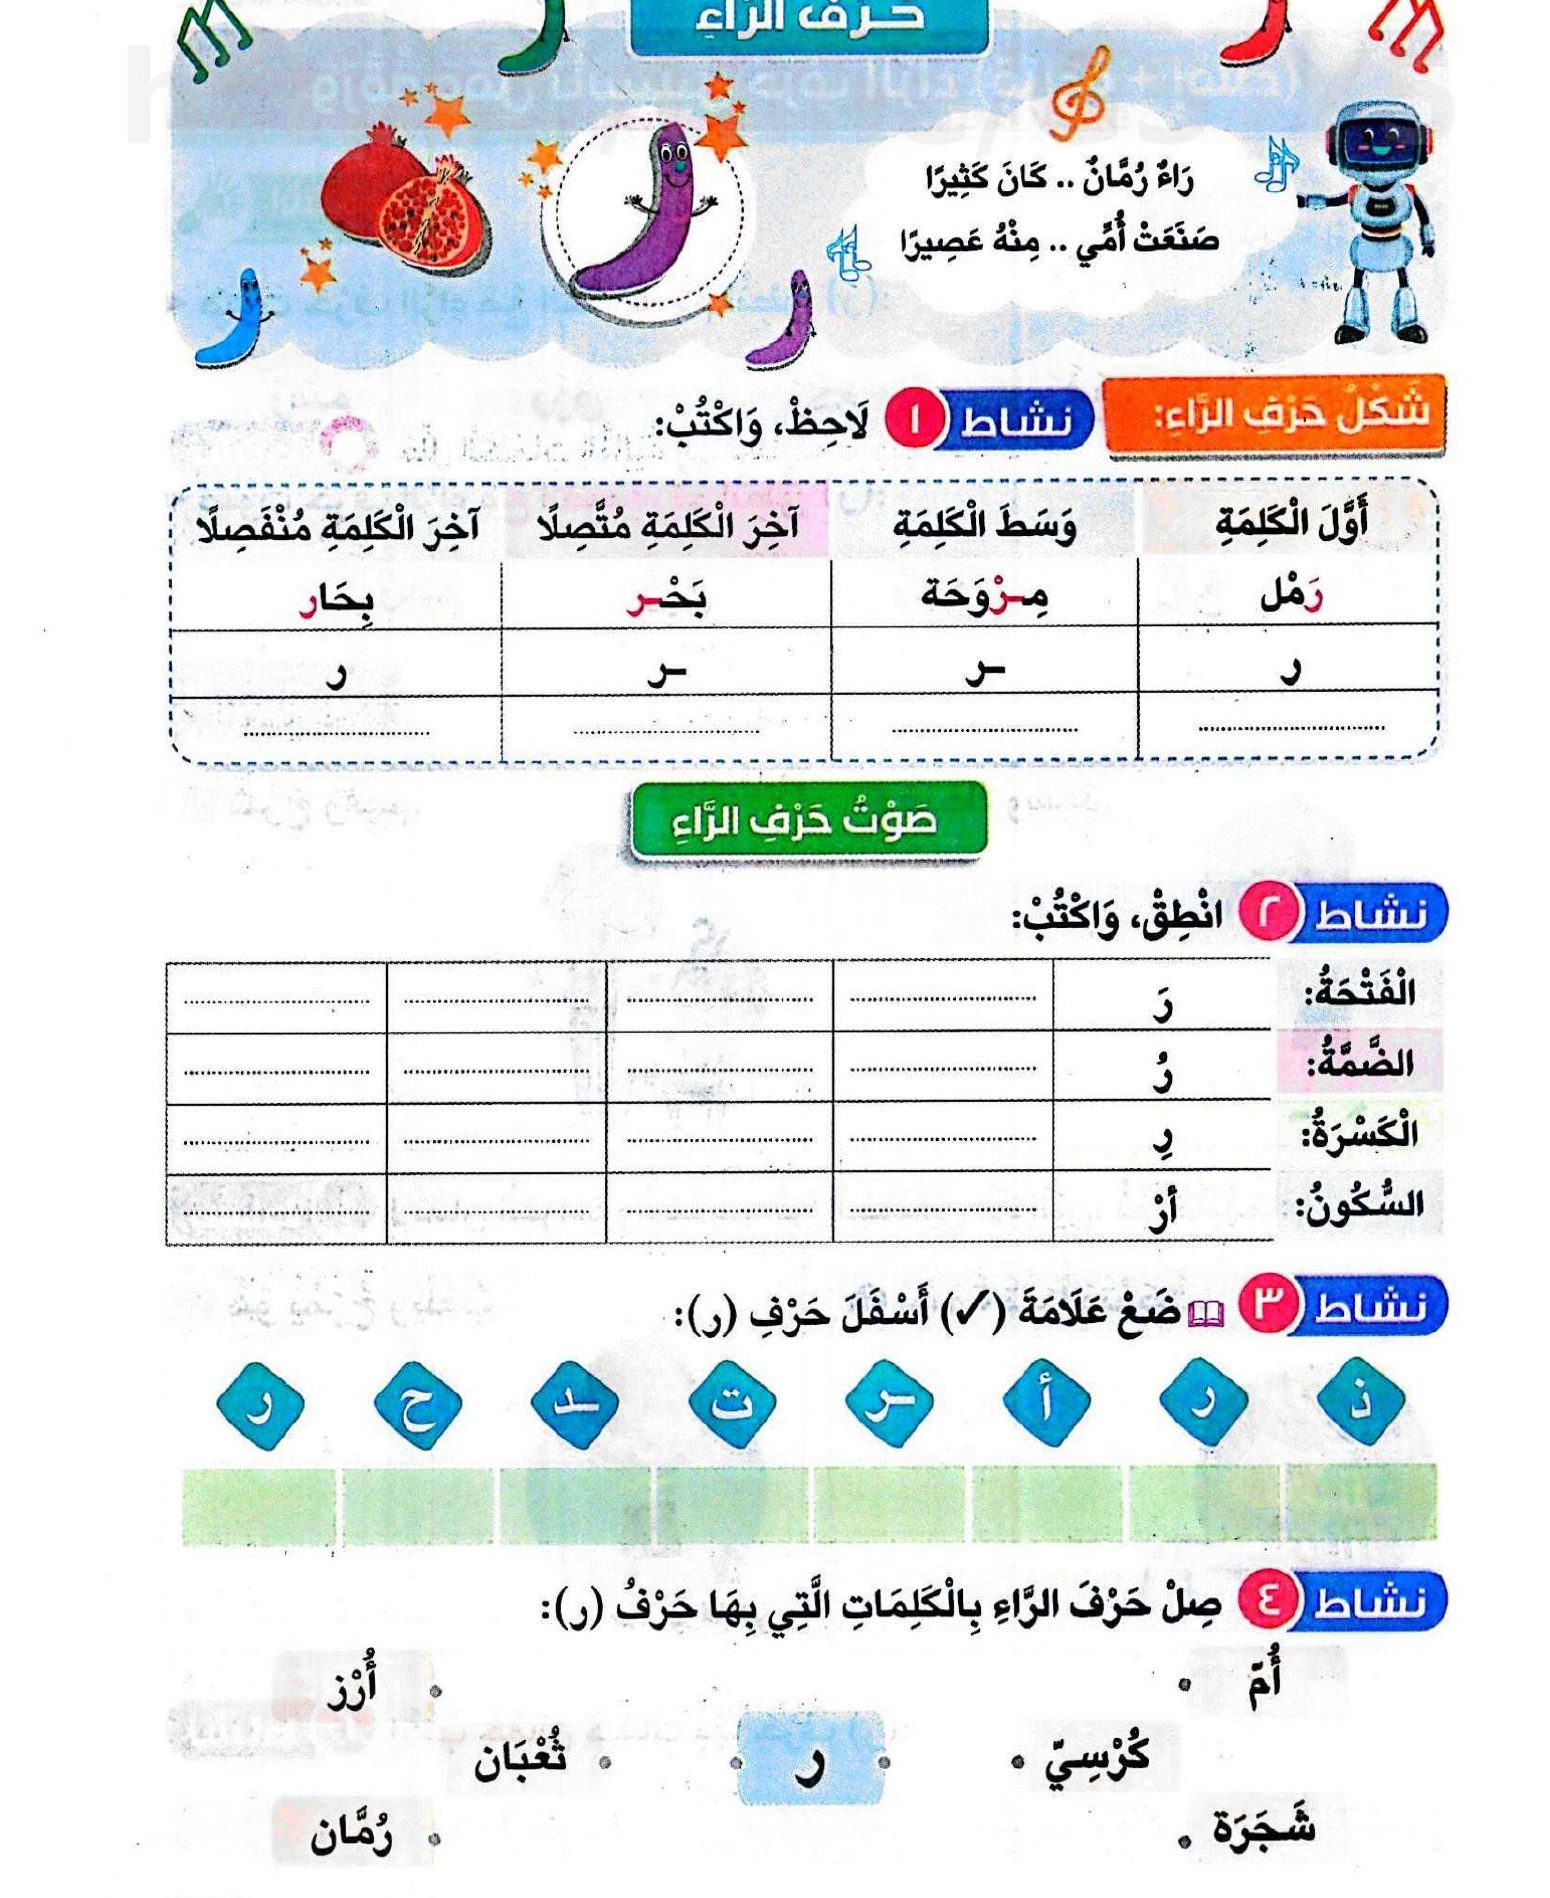 حَرْفُ الرَّاءِ
رَاءُ رُمَّانٌ .. كَانَ كَثِيرًا
صَنَعَتْ أُمِّي .. مِنْهُ عَصِيرًا
شَكْلُ حَرْفِ الرَّاءِ:
نشاط ١ لَاحِظْ، وَاكْتُبْ:
أَوَّلَ الْكَلِمَةِ وَسَطَ الْكَلِمَةِ آخِرَ الْكَلِمَةِ مُتَّصِلًا آخِرَ الْكَلِمَةِ مُنْفَصِلًا
رَمْل مِـرْوَحَة بَحْـر بِحَار
ر ـر ـر ر
صَوْتُ حَرْفِ الرَّاءِ
نشاط ٢ انْطِقْ، وَاكْتُبْ:
الْفَتْحَةُ: رَ
الضَّمَّةُ: رُ
الْكَسْرَةُ: رِ
السُّكُونُ: أَرْ
نشاط ٣ ضَعْ عَلَامَةَ (✓) أَسْفَلَ حَرْفِ (ر):
ذ ر أ ـر ت ـد ح ر
نشاط ٤ صِلْ حَرْفَ الرَّاءِ بِالْكَلِمَاتِ الَّتِي بِهَا حَرْفُ (ر):
أُمّ أُرْز
كُرْسِيّ ر ثُعْبَان
شَجَرَة رُمَّان